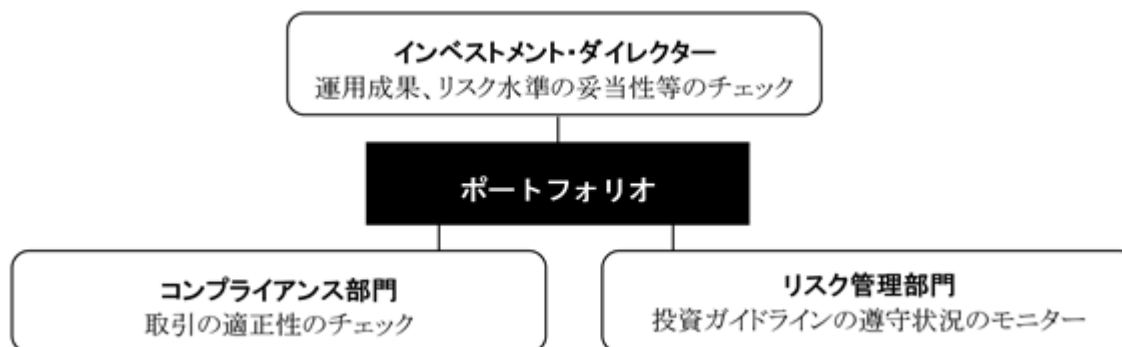 インベストメント・ダイレクター
運用成果、リスク水準の妥当性等のチェック
ポートフォリオ
コンプライアンス部門
取引の適正性のチェック
リスク管理部門
投資ガイドラインの遵守状況のモニター